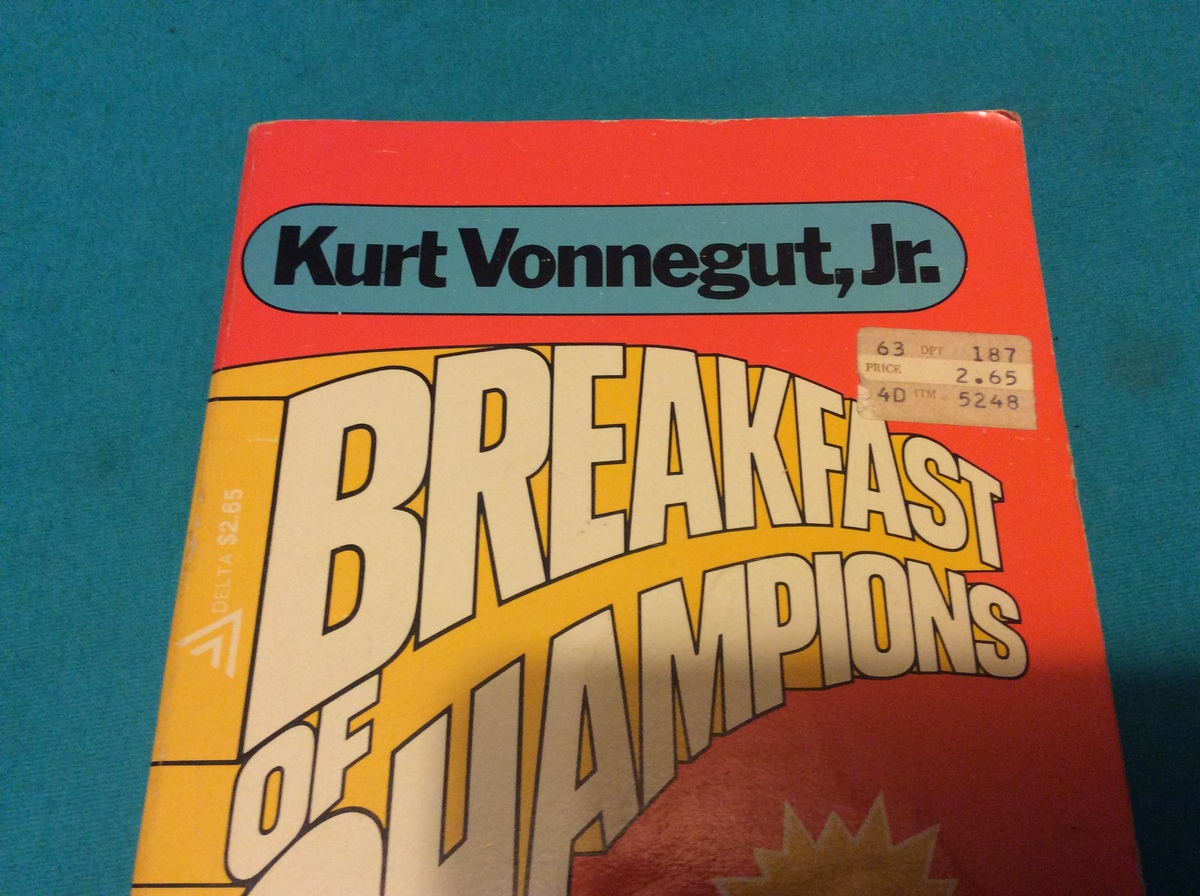 Kurt Vonnegut, Jr.
63 DPT 187
PRICE 2.65
4D ITM 5248
BREAKFAST
OF
CHAMPIONS
DELTA $2.65